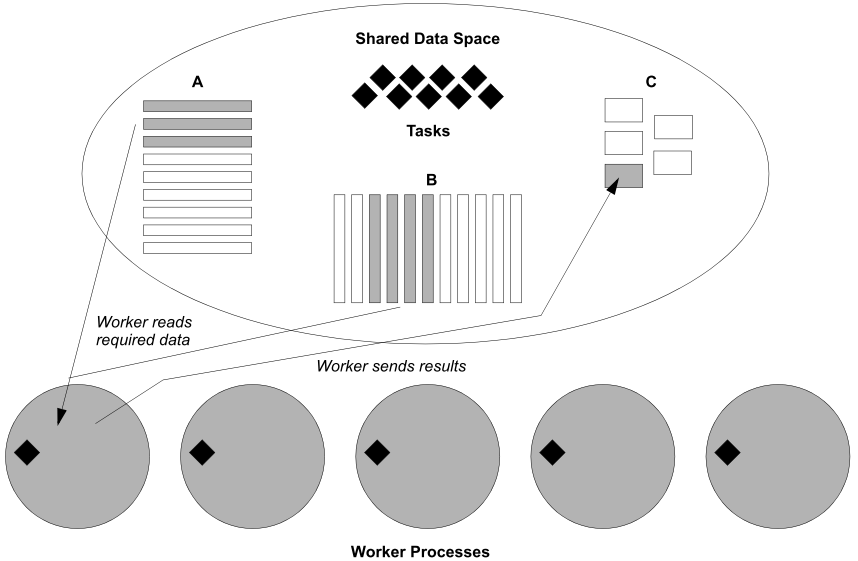 Shared Data Space
A
C
Tasks
B
Worker reads
required data
Worker sends results
Worker Processes